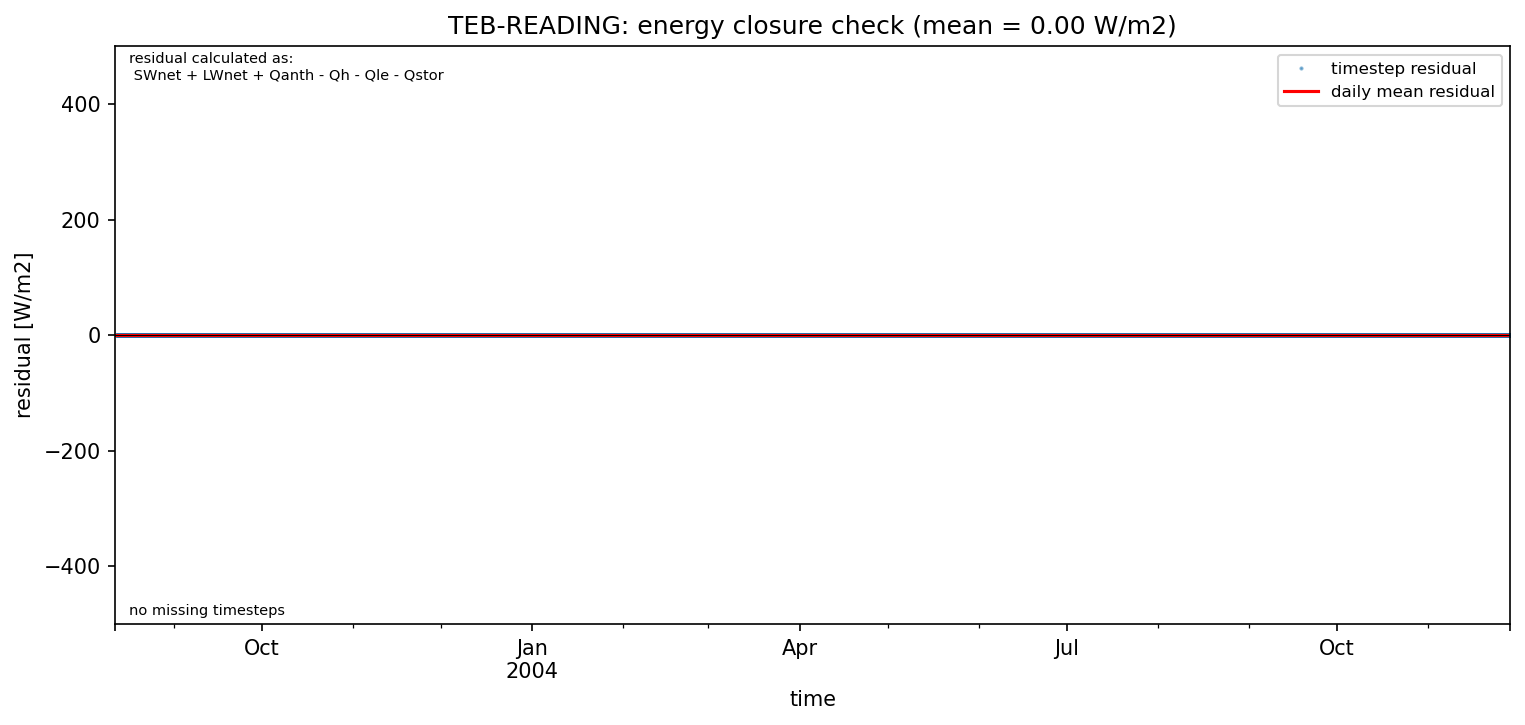 TEB-READING: energy closure check (mean = 0.00 W/m2)
residual calculated as:
SWnet + LWnet + Qanth - Qh - Qle - Qstor
timestep residual
daily mean residual
residual [W/m2]
400
200
0
−200
−400
no missing timesteps
Oct
Jan
2004
Apr
Jul
Oct
time